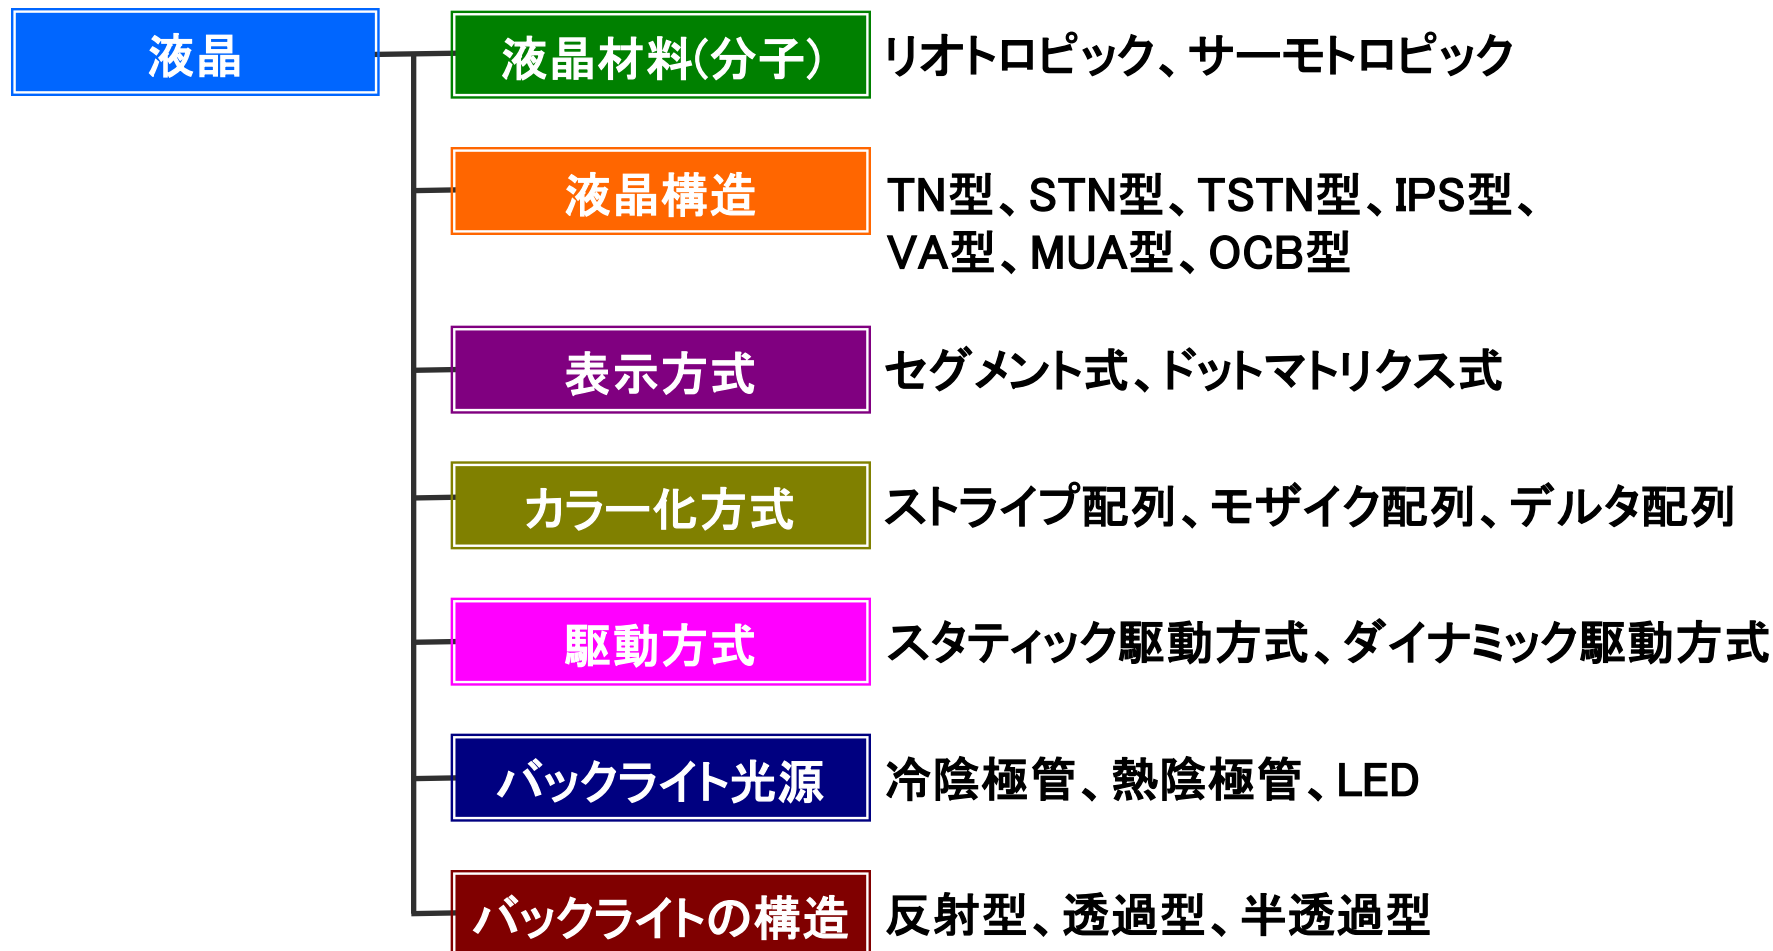 液晶
液晶材料(分子)
リオトロピック、サーモトロピック
液晶構造
TN型、STN型、TSTN型、IPS型、
VA型、MUA型、OCB型
表示方式
セグメント式、ドットマトリクス式
カラー化方式
ストライプ配列、モザイク配列、デルタ配列
駆動方式
スタティック駆動方式、ダイナミック駆動方式
バックライト光源
冷陰極管、熱陰極管、LED
バックライトの構造
反射型、透過型、半透過型